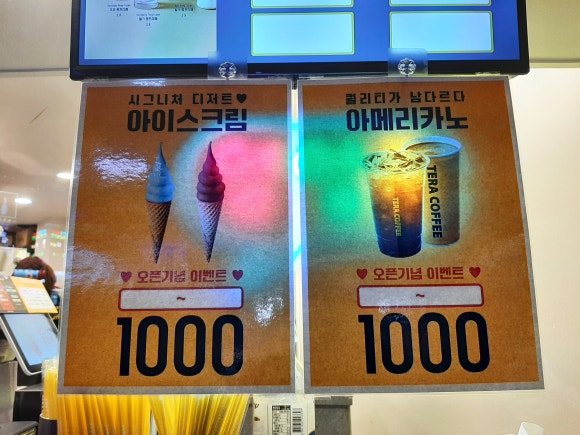 시그니처 디저트♥
아이스크림
♥ 오픈기념 이벤트 ♥
~
1000
퀄리티가 남다르다
아메리카노
TERA COFFEE
TERA COFFEE
♥ 오픈기념 이벤트 ♥
~
1000